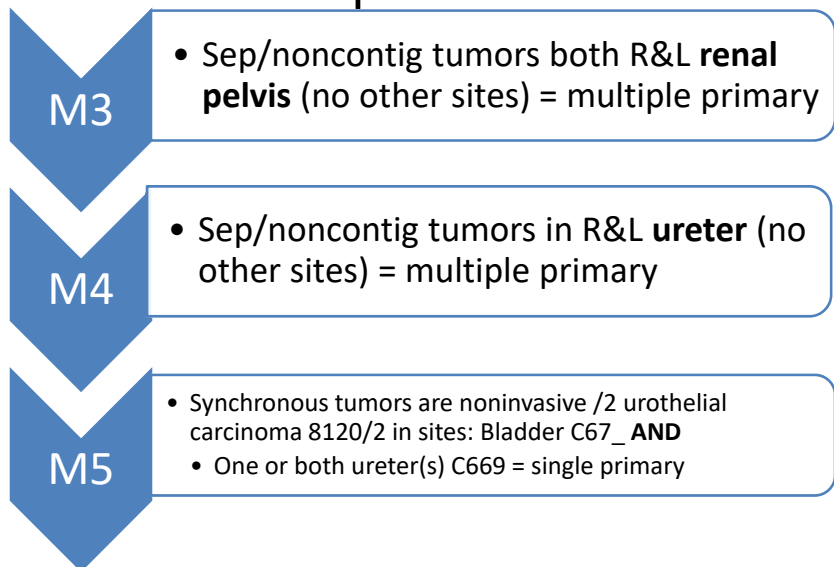 M3
• Sep/noncontig tumors both R&L renal
pelvis (no other sites) = multiple primary
M4
• Sep/noncontig tumors in R&L ureter (no
other sites) = multiple primary
M5
• Synchronous tumors are noninvasive /2 urothelial
carcinoma 8120/2 in sites: Bladder C67_ AND
• One or both ureter(s) C669 = single primary